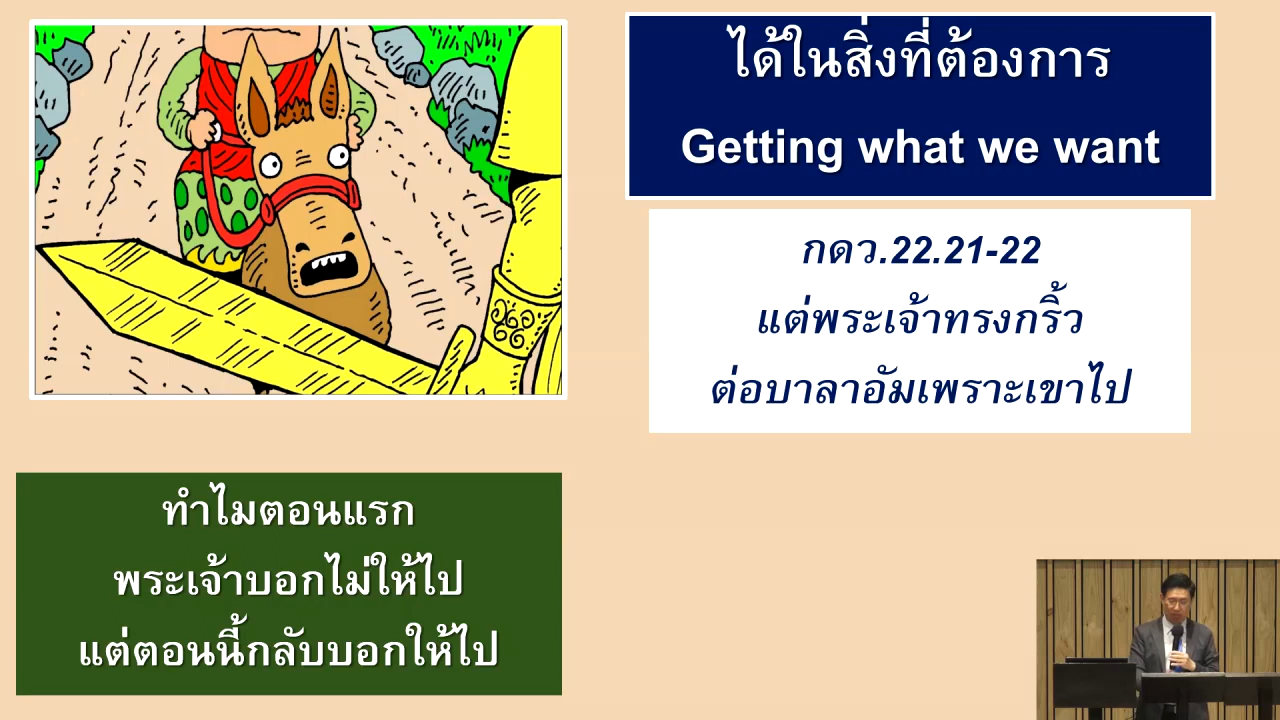 ได้ในสิ่งที่ต้องการ
Getting what we want
กดว.22.21-22
แต่พระเจ้าทรงกริ้ว
ต่อบาลาอัมเพราะเขาไป
ทำไมตอนแรก
พระเจ้าบอกไม่ให้ไป
แต่ตอนนี้กลับบอกให้ไป